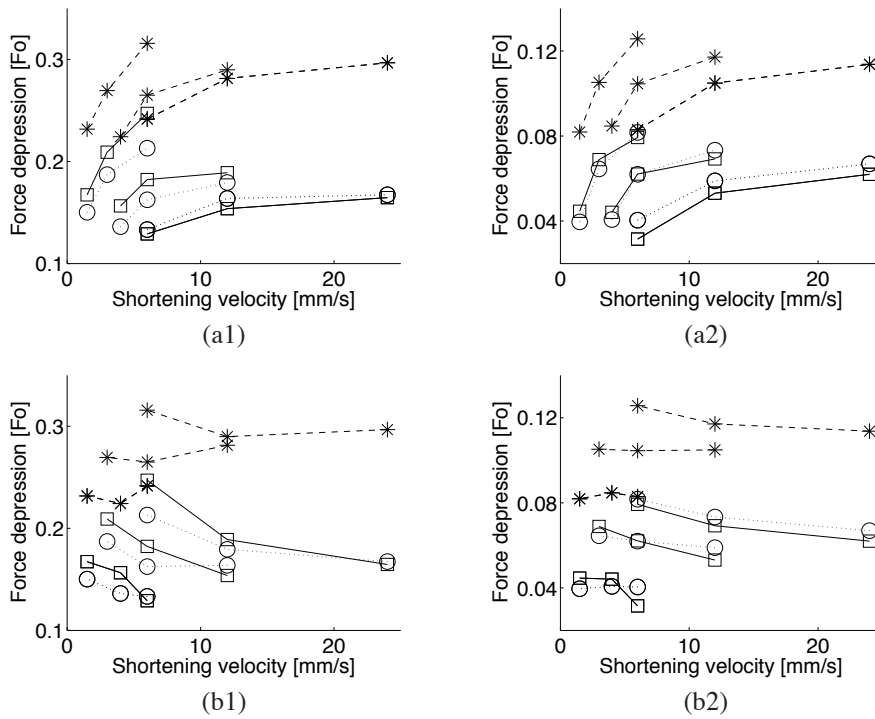 Force depression [Fo]
0.3
0.2
0.1
0
10
20
Shortening velocity [mm/s]
(a1)
Force depression [Fo]
0.12
0.08
0.04
0
10
20
Shortening velocity [mm/s]
(a2)
Force depression [Fo]
0.3
0.2
0.1
0
10
20
Shortening velocity [mm/s]
(b1)
Force depression [Fo]
0.12
0.08
0.04
0
10
20
Shortening velocity [mm/s]
(b2)